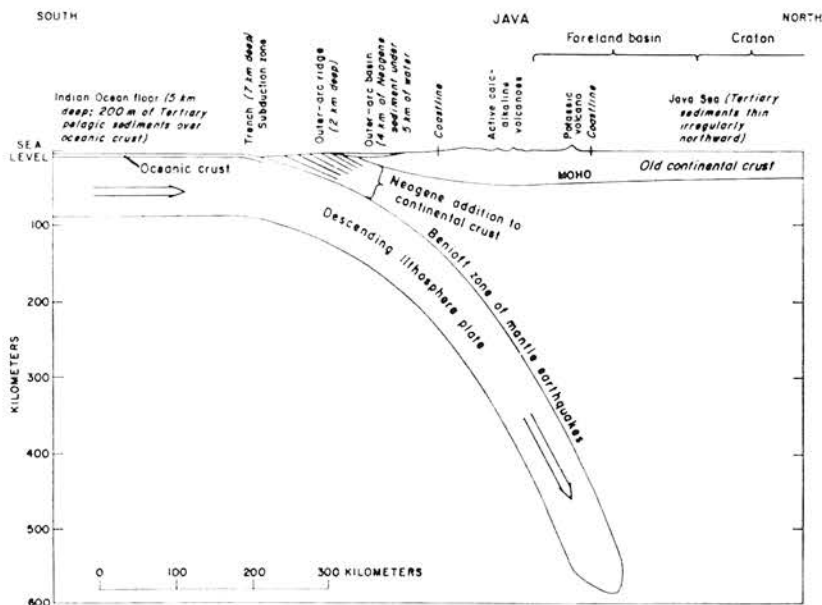 SOUTH
JAVA
NORTH
Foreland basin
Craton
Indian Ocean floor (5 km
deep; 200 m of Tertiary
pelagic sediments over
oceanic crust)
Trench (7 km deep)
Subduction zone
Outer-arc ridge
(2 km deep)
Outer-arc basin
(4 km of Neogene
sediment under
5 km of water
Coastline
Active calc-
alkaline
volcanoes
Potassic
volcano
Coastline
Java Sea (Tertiary
sediments thin
irregularly
northward)
SEA
LEVEL
Oceanic crust
MOHO
Old continental crust
Neogene addition to
continental crust
Descending lithosphere plate
Benioff zone of mantle earthquakes
KILOMETERS
100
200
300
400
500
600
0
100
200
300 KILOMETERS